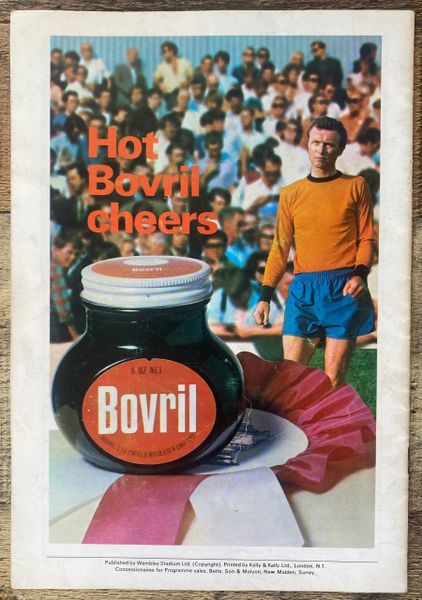 Hot
Bovril
cheers
Bovril
8 OZ NET
Bovril
Published by Wembley Stadium Ltd. (Copyright). Printed by Kelly & Kelly Ltd., London, N.1.
Concessionaires for Programme sales, Betts, Son & Malyon, New Malden, Surrey.